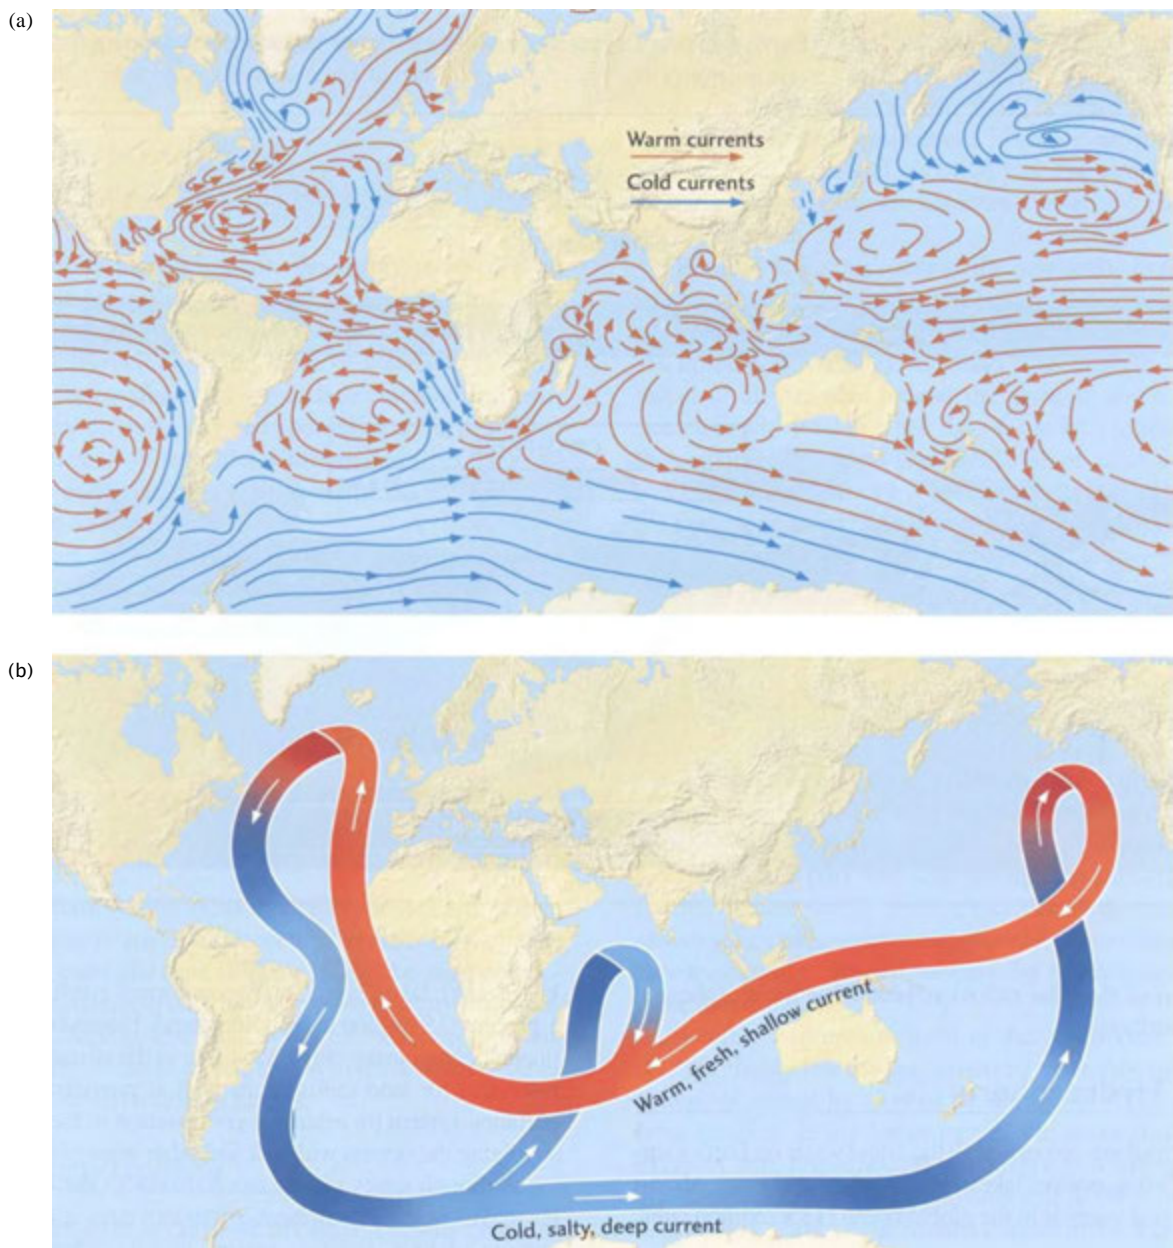 (a)
Warm currents
Cold currents
(b)
Warm, fresh, shallow current
Cold, salty, deep current